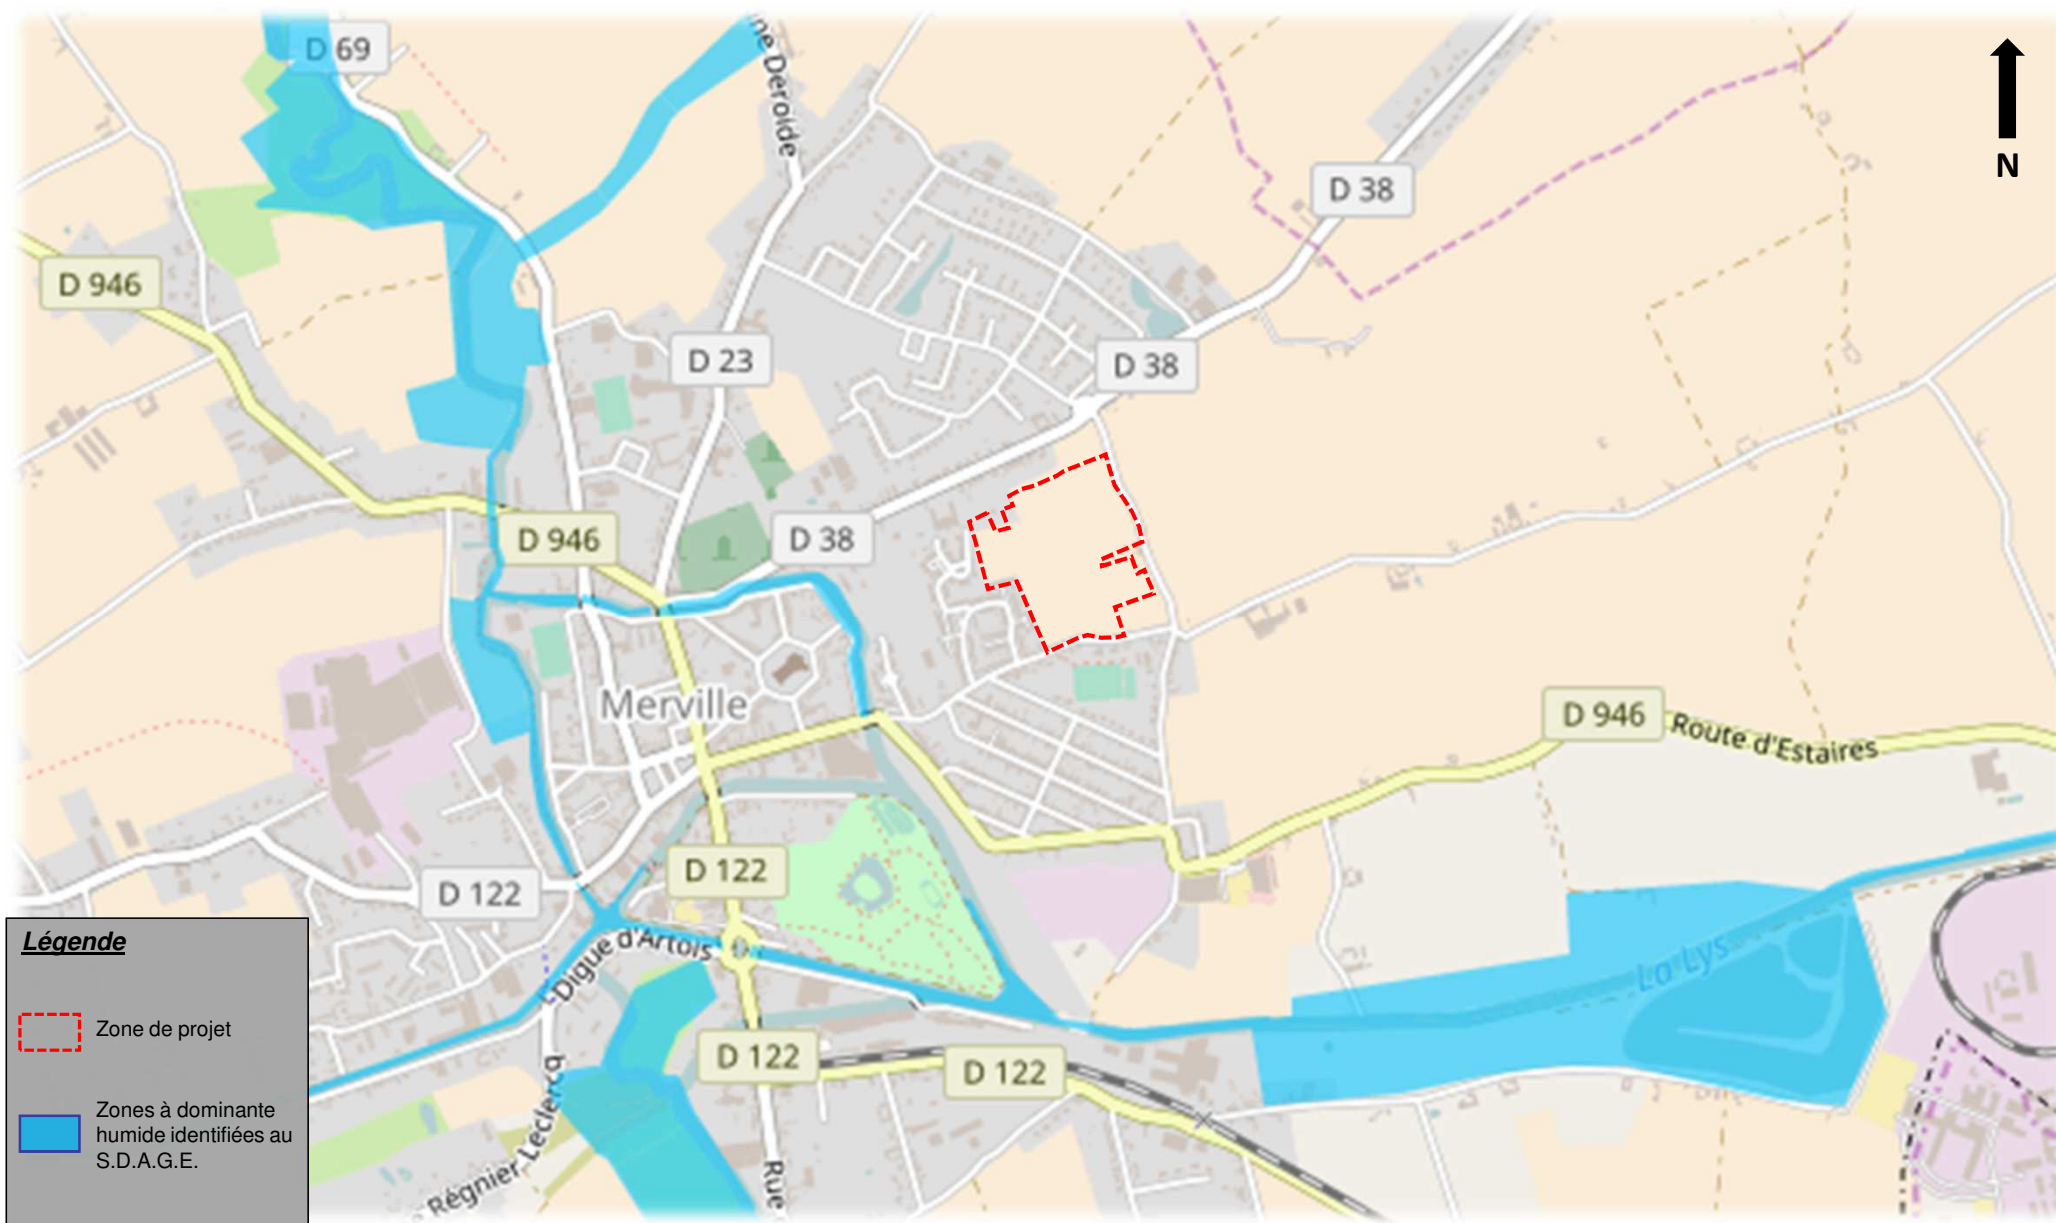 D 69
ne Deroide
N
D 38
D 946
D 23
D 38
D 946
D 38
Merville
D 946
Route d'Estaires
D 122
D 122
Digue d'Artois
La Lys
D 122
D 122
Régnier Leclercq
Rue
Légende
Zone de projet
Zones à dominante
humide identifiées au
S.D.A.G.E.